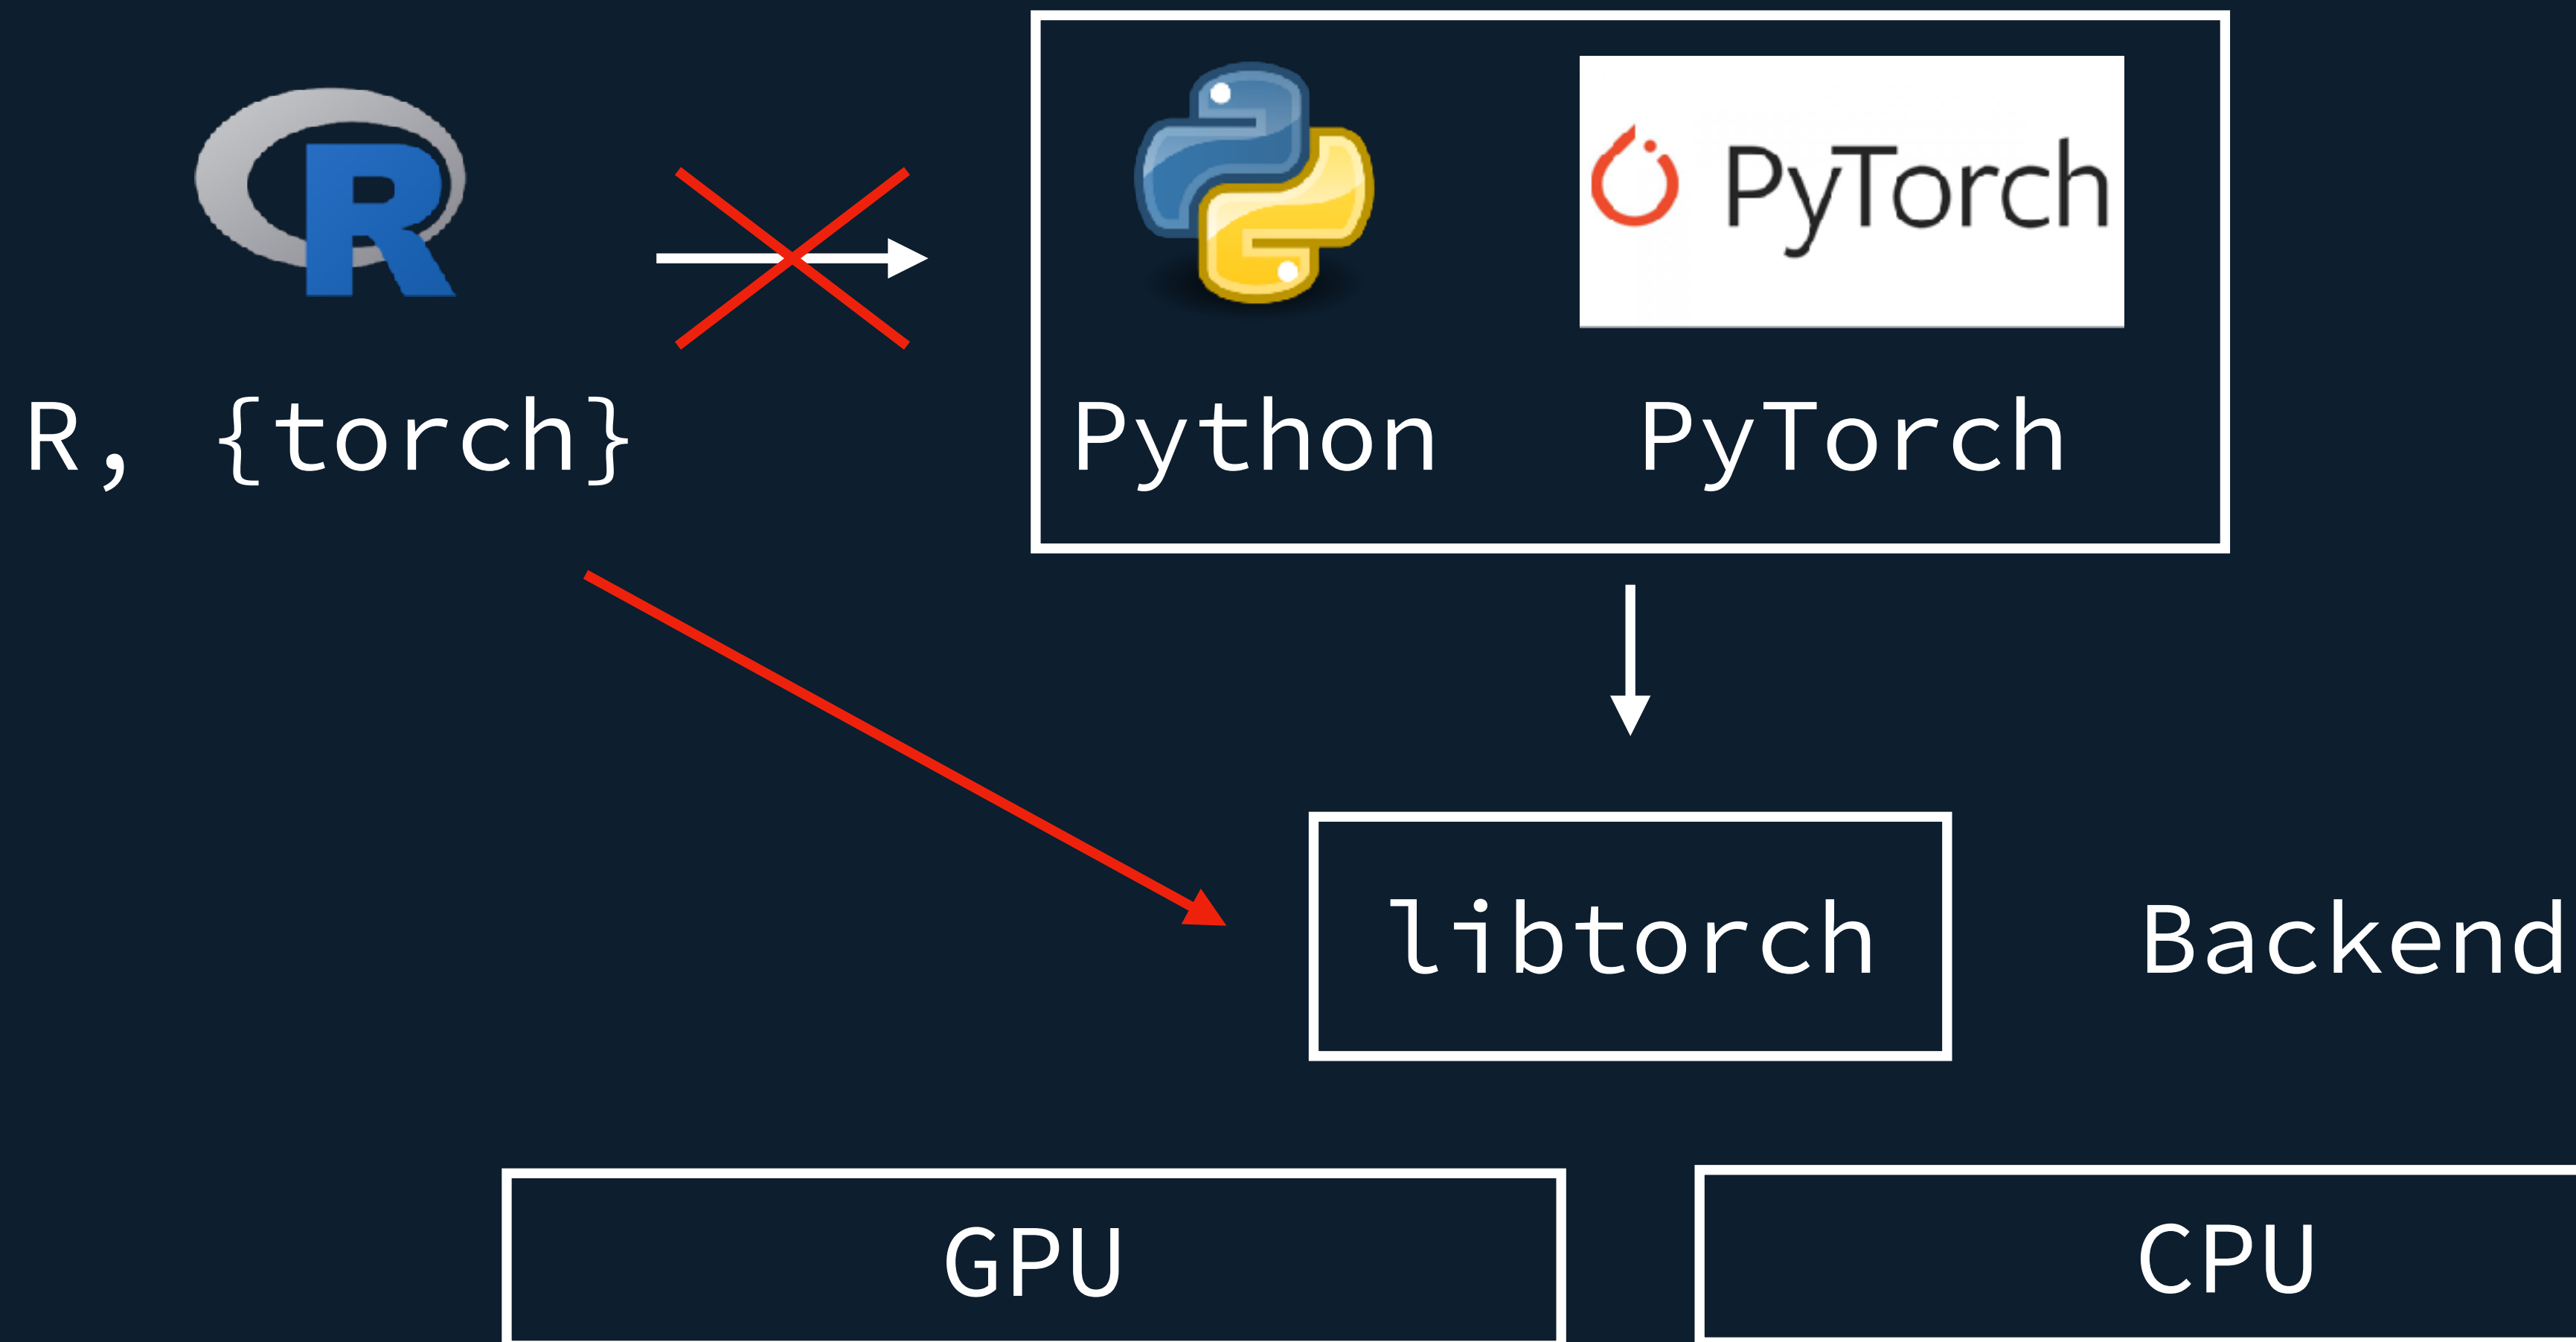 R
PyTorch
R, {torch}
Python
PyTorch
libtorch
Backend
GPU
CPU